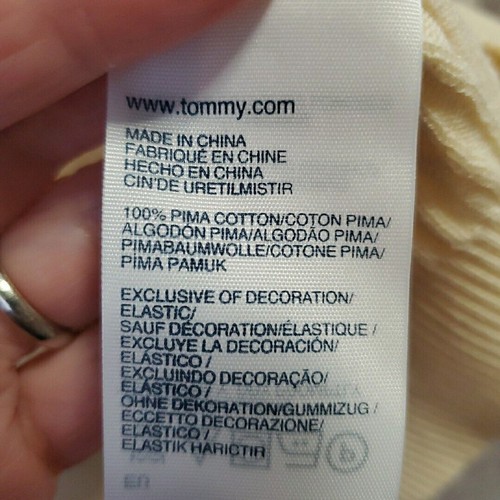 www.tommy.com
MADE IN CHINA
FABRIQUÉ EN CHINE
HECHO EN CHINA
CIN'DE URETILMISTIR
100% PIMA COTTON/COTON PIMA/
ALGODÓN PIMA/ALGODÃO PIMA/
PIMABAUMWOLLE/COTONE PIMA/
PİMA PAMUK
EXCLUSIVE OF DECORATION/
ELASTIC/
SAUF DÉCORATION/ÉLASTIQUE /
EXCLUYE LA DECORACIÓN/
ELÁSTICO /
EXCLUINDO DECORAÇÃO/
ELÁSTICO /
OHNE DEKORATION/GUMMIZUG /
ECCETTO DECORAZIONE/
ELASTICO /
ELASTIK HARICTIR